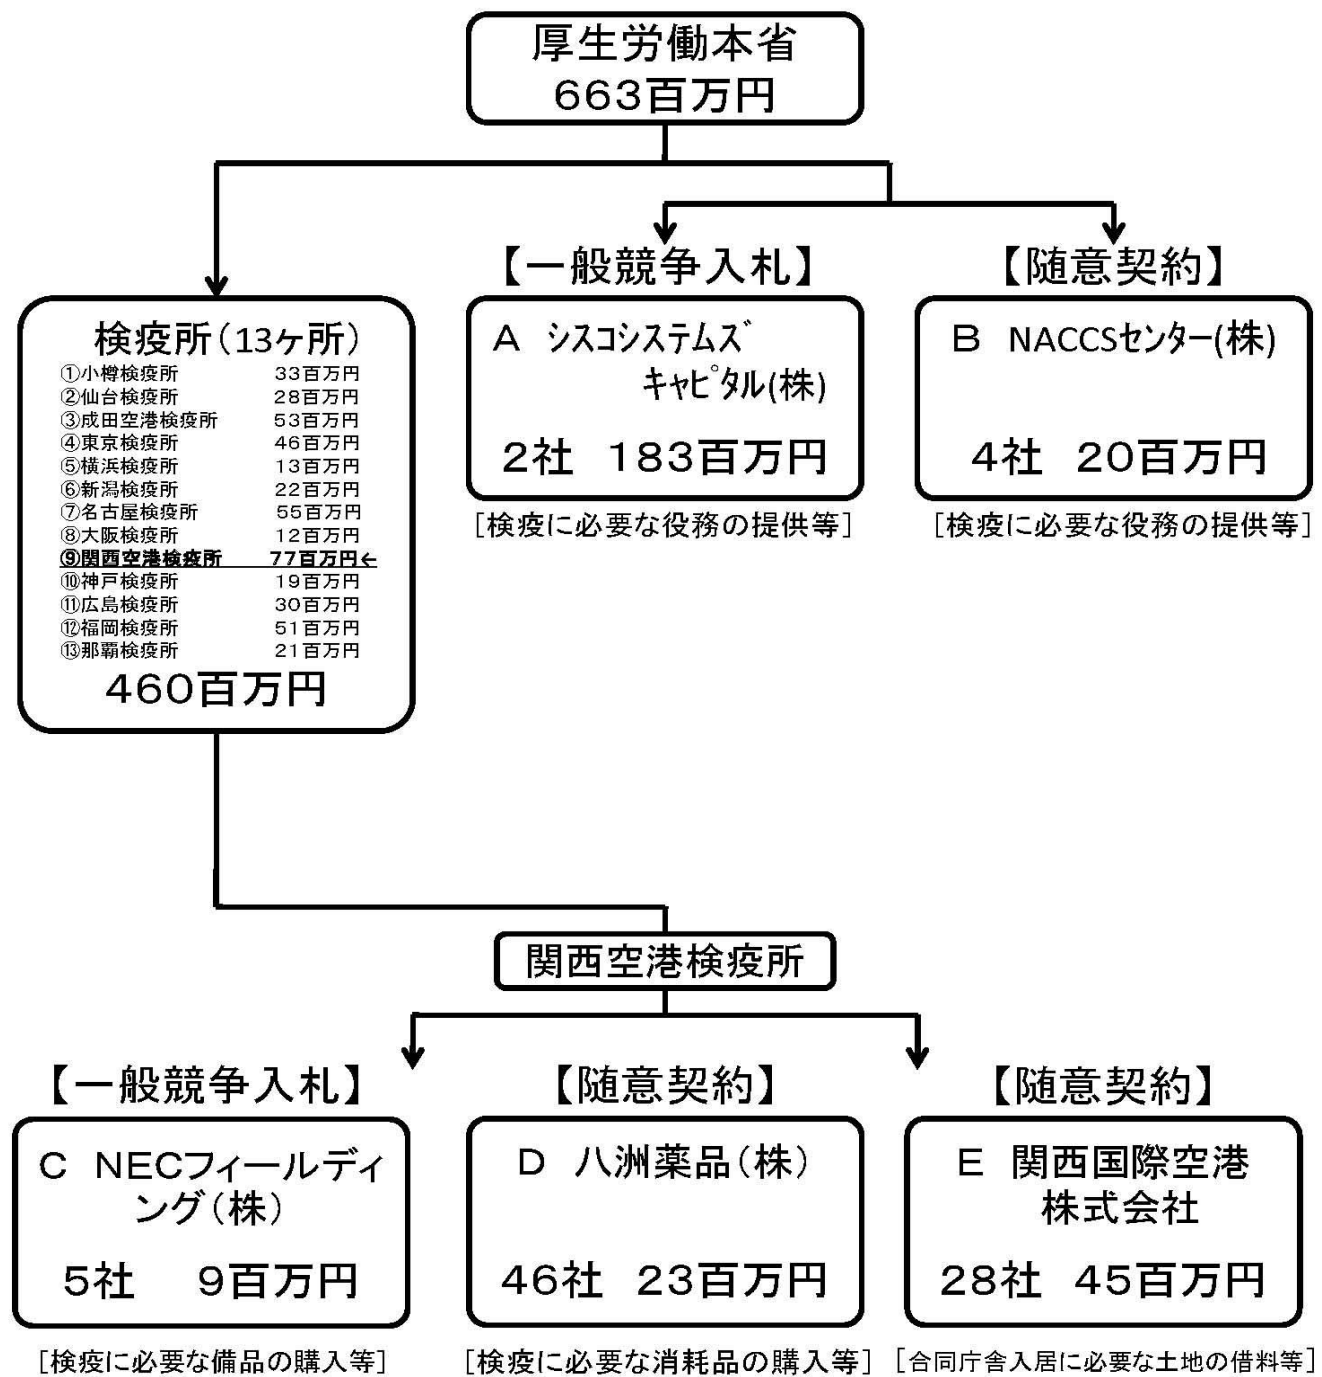 厚生労働本省
663百万円
【一般競争入札】
【随意契約】
検疫所(13ヶ所)
①小樽検疫所 33百万円
②仙台検疫所 28百万円
③成田空港検疫所 53百万円
④東京検疫所 46百万円
⑤横浜検疫所 13百万円
⑥新潟検疫所 22百万円
⑦名古屋検疫所 55百万円
⑧大阪検疫所 12百万円
⑨関西空港検疫所 77百万円←
⑩神戸検疫所 19百万円
⑪広島検疫所 30百万円
⑫福岡検疫所 51百万円
⑬那覇検疫所 21百万円
460百万円
A シスコシステムズ
キャピタル(株)
2社 183百万円
[検疫に必要な役務の提供等]
B NACCSセンター(株)
4社 20百万円
[検疫に必要な役務の提供等]
関西空港検疫所
【一般競争入札】
【随意契約】
【随意契約】
C NECフィールディ
ング(株)
5社 9百万円
[検疫に必要な備品の購入等]
D 八洲薬品(株)
46社 23百万円
[検疫に必要な消耗品の購入等]
E 関西国際空港
株式会社
28社 45百万円
[合同庁舎入居に必要な土地の借料等]